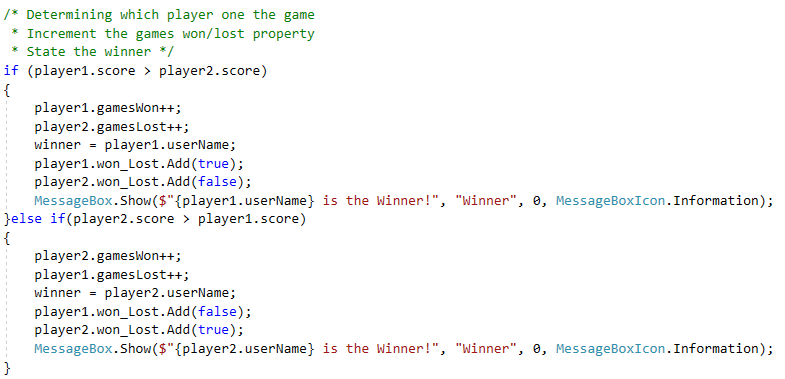 /* Determining which player one the game
 * Increment the games won/lost property
 * State the winner */
if (player1.score > player2.score)
{
    player1.gamesWon++;
    player2.gamesLost++;
    winner = player1.userName;
    player1.won_Lost.Add(true);
    player2.won_Lost.Add(false);
    MessageBox.Show($"{player1.userName} is the Winner!", "Winner", 0, MessageBoxIcon.Information);
}else if(player2.score > player1.score)
{
    player2.gamesWon++;
    player1.gamesLost++;
    winner = player2.userName;
    player1.won_Lost.Add(false);
    player2.won_Lost.Add(true);
    MessageBox.Show($"{player2.userName} is the Winner!", "Winner", 0, MessageBoxIcon.Information);
}